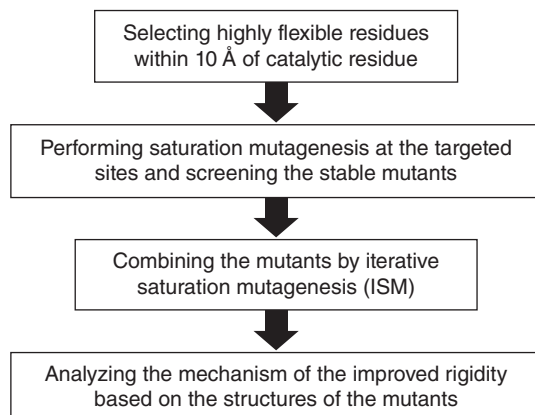 Selecting highly flexible residues
within 10 Å of catalytic residue
Performing saturation mutagenesis at the targeted
sites and screening the stable mutants
Combining the mutants by iterative
saturation mutagenesis (ISM)
Analyzing the mechanism of the improved rigidity
based on the structures of the mutants